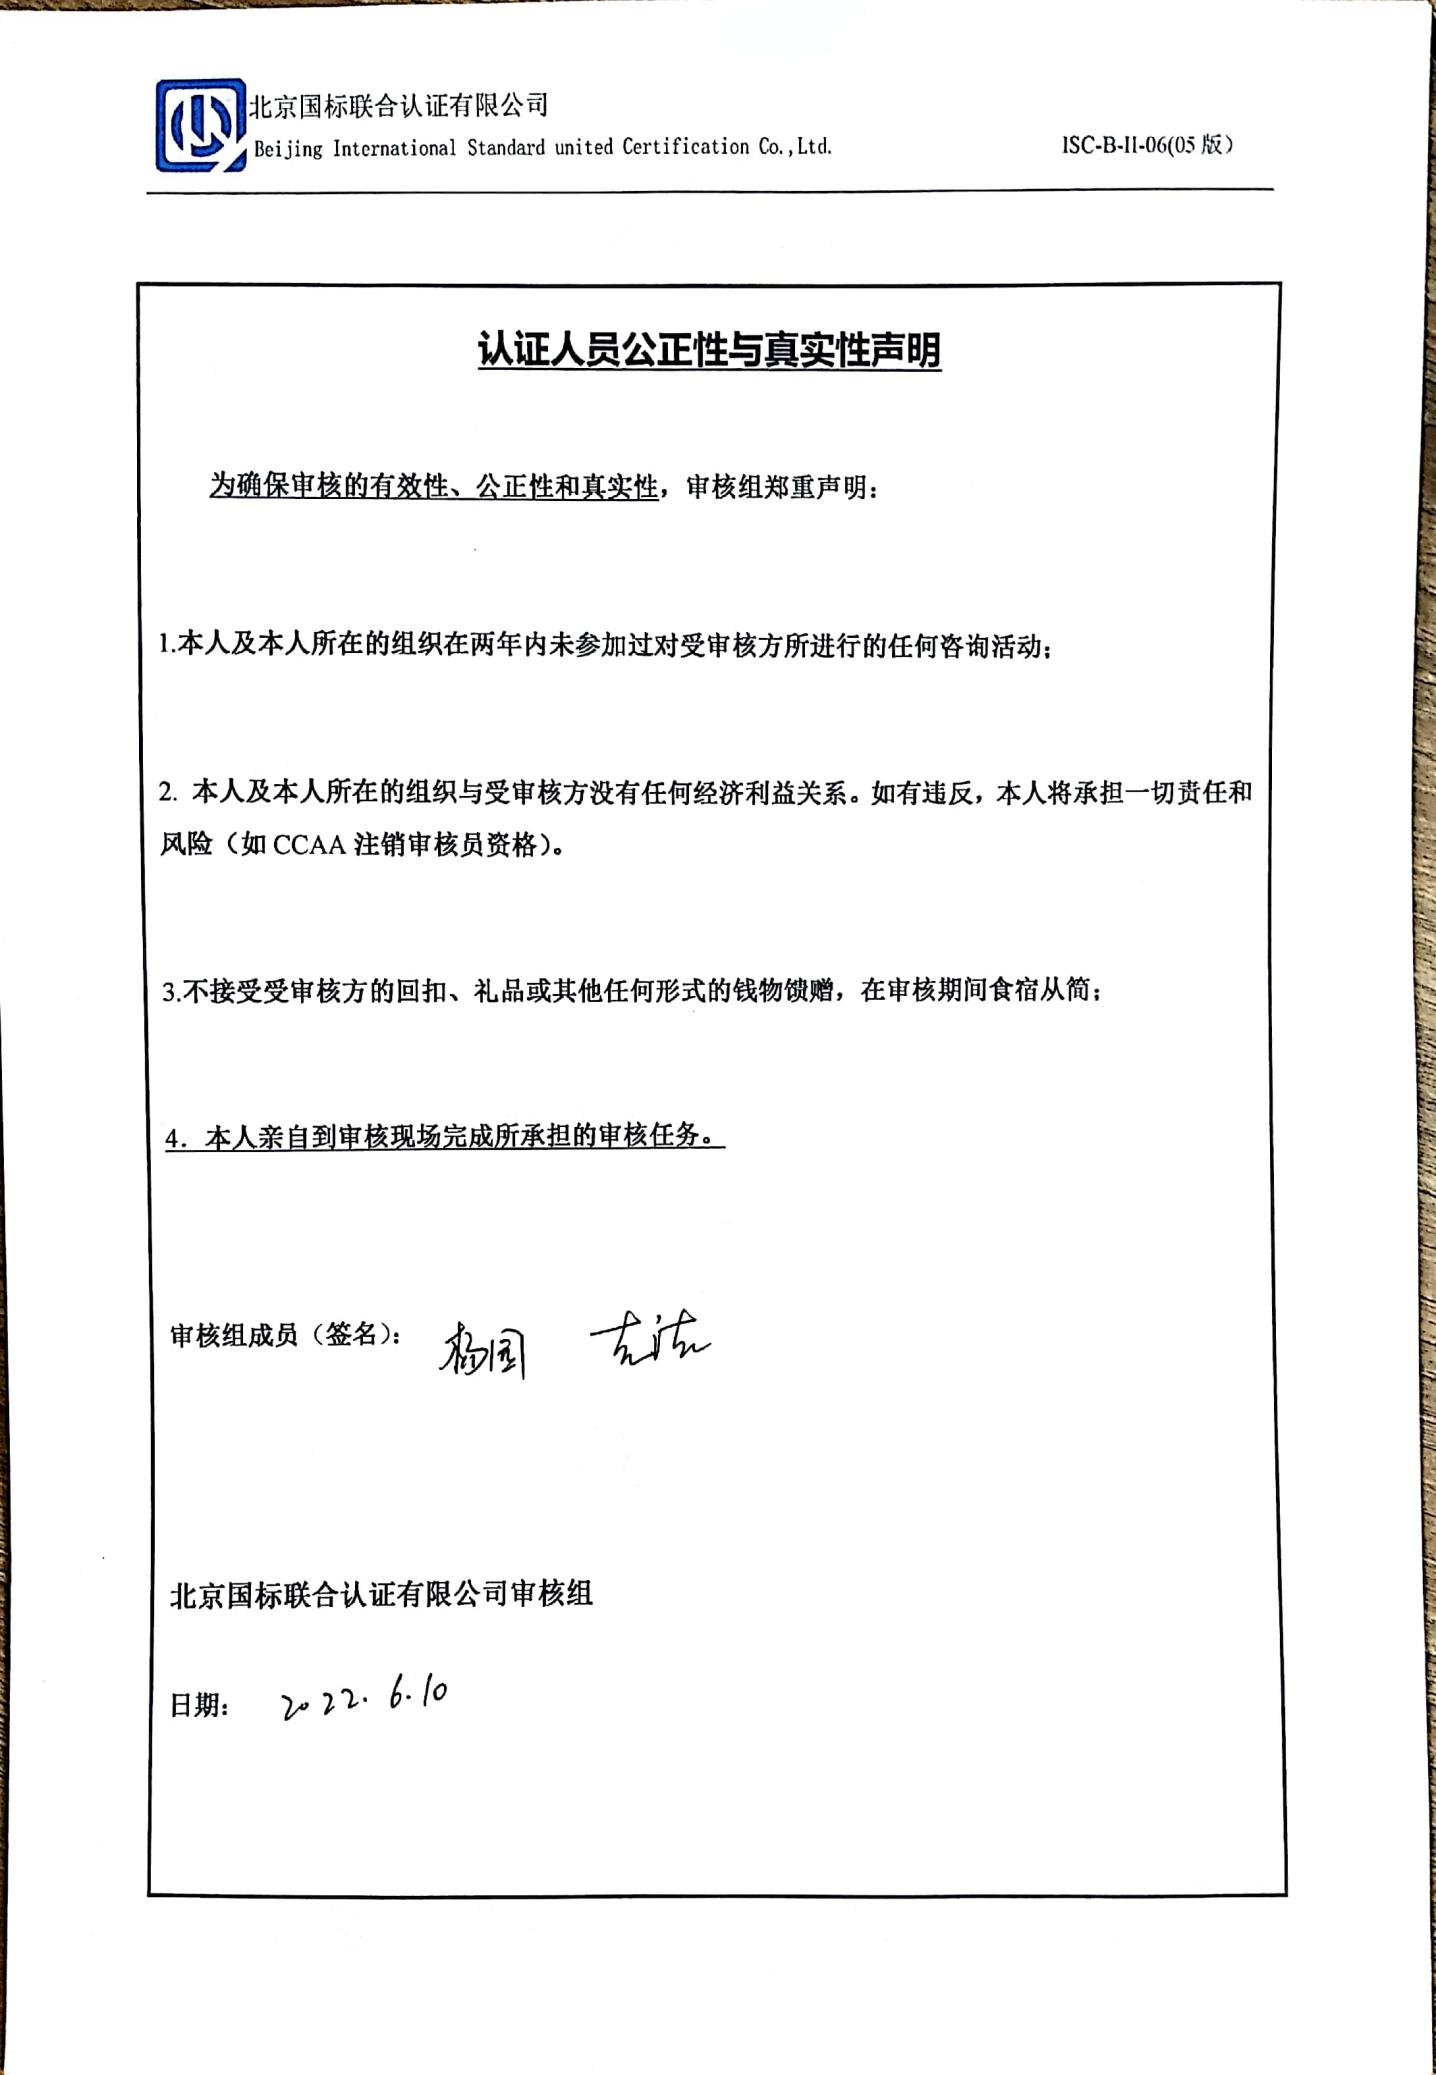 北京国标联合认证有限公司
Beijing International Standard united Certification Co.,Ltd.
ISC-B-II-06(05 版)
认证人员公正性与真实性声明
为确保审核的有效性、公正性和真实性，审核组郑重声明：
1.本人及本人所在的组织在两年内未参加过对受审核方所进行的任何咨询活动；
2. 本人及本人所在的组织与受审核方没有任何经济利益关系。如有违反，本人将承担一切责任和
风险（如 CCAA 注销审核员资格）。
3.不接受受审核方的回扣、礼品或其他任何形式的钱物馈赠，在审核期间食宿从简；
4. 本人亲自到审核现场完成所承担的审核任务。
审核组成员（签名）： 杨园
北京国标联合认证有限公司审核组
日期： 2022.6.10